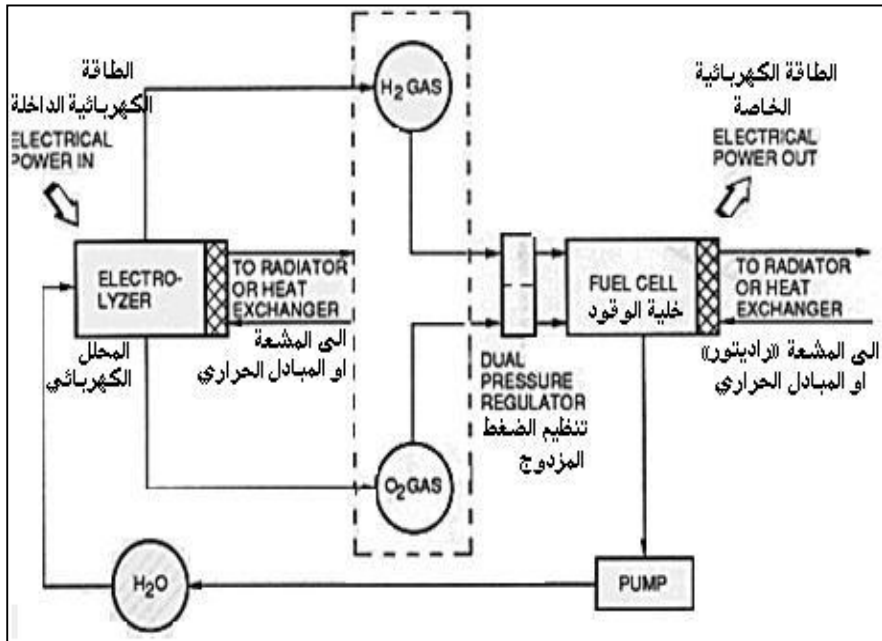 الطاقة
الكهربائية الداخلة
ELECTRICAL
POWER IN
H2 GAS
الطاقة الكهربائية
الخاصة
ELECTRICAL
POWER OUT
ELECTRO-
LYZER
TO RADIATOR
OR HEAT
EXCHANGER
الى المشعة
او المبادل الحراري
المحلل
الكهربائي
FUEL CELL
خلية الوقود
TO RADIATOR
OR HEAT
EXCHANGER
الى المشعة «راديتور»
او المبادل الحراري
DUAL
PRESSURE
REGULATOR
تنظيم الضغط
المزدوج
O2 GAS
H2O
PUMP